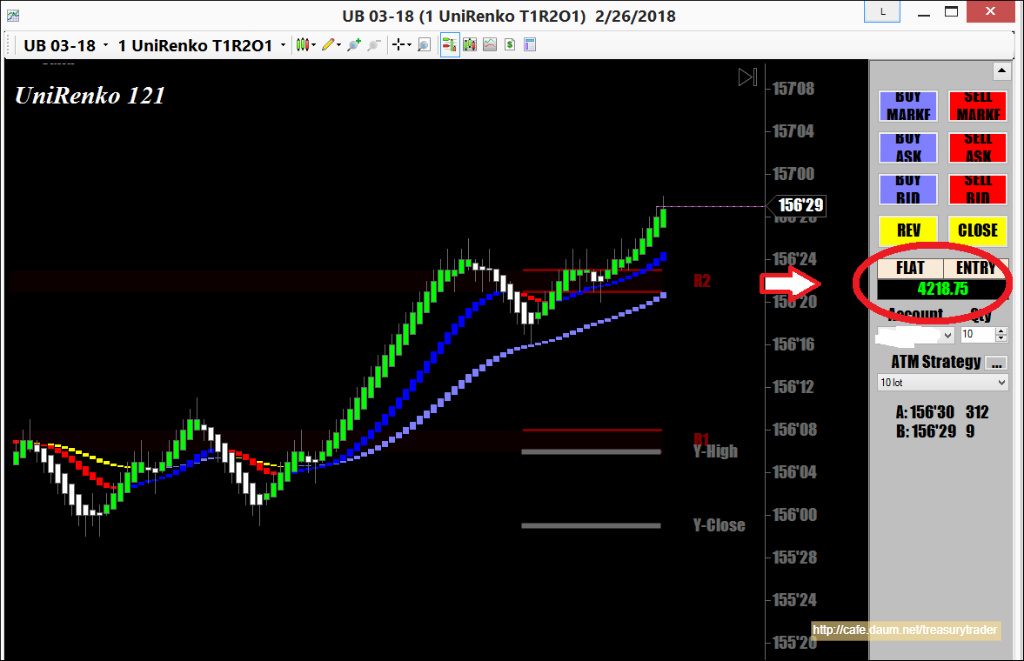 UB 03-18 (1 UniRenko T1R2O1) 2/26/2018
L
UB 03-18 1 UniRenko T1R2O1
UniRenko 121
157'08
157'04
157'00
156'29
156'24
156'20
156'16
156'12
156'08
156'04
156'00
155'28
155'24
155'20
R2
R1
Y-High
Y-Close
BUY MARKE
SELL MARKE
BUY ASK
SELL ASK
BUY BID
SELL BID
REV
CLOSE
FLAT
ENTRY
4218.75
Account
Qty
10
ATM Strategy
...
10 lot
A: 156'30 312
B: 156'29 9
http://cafe.daum.net/treasurytrader